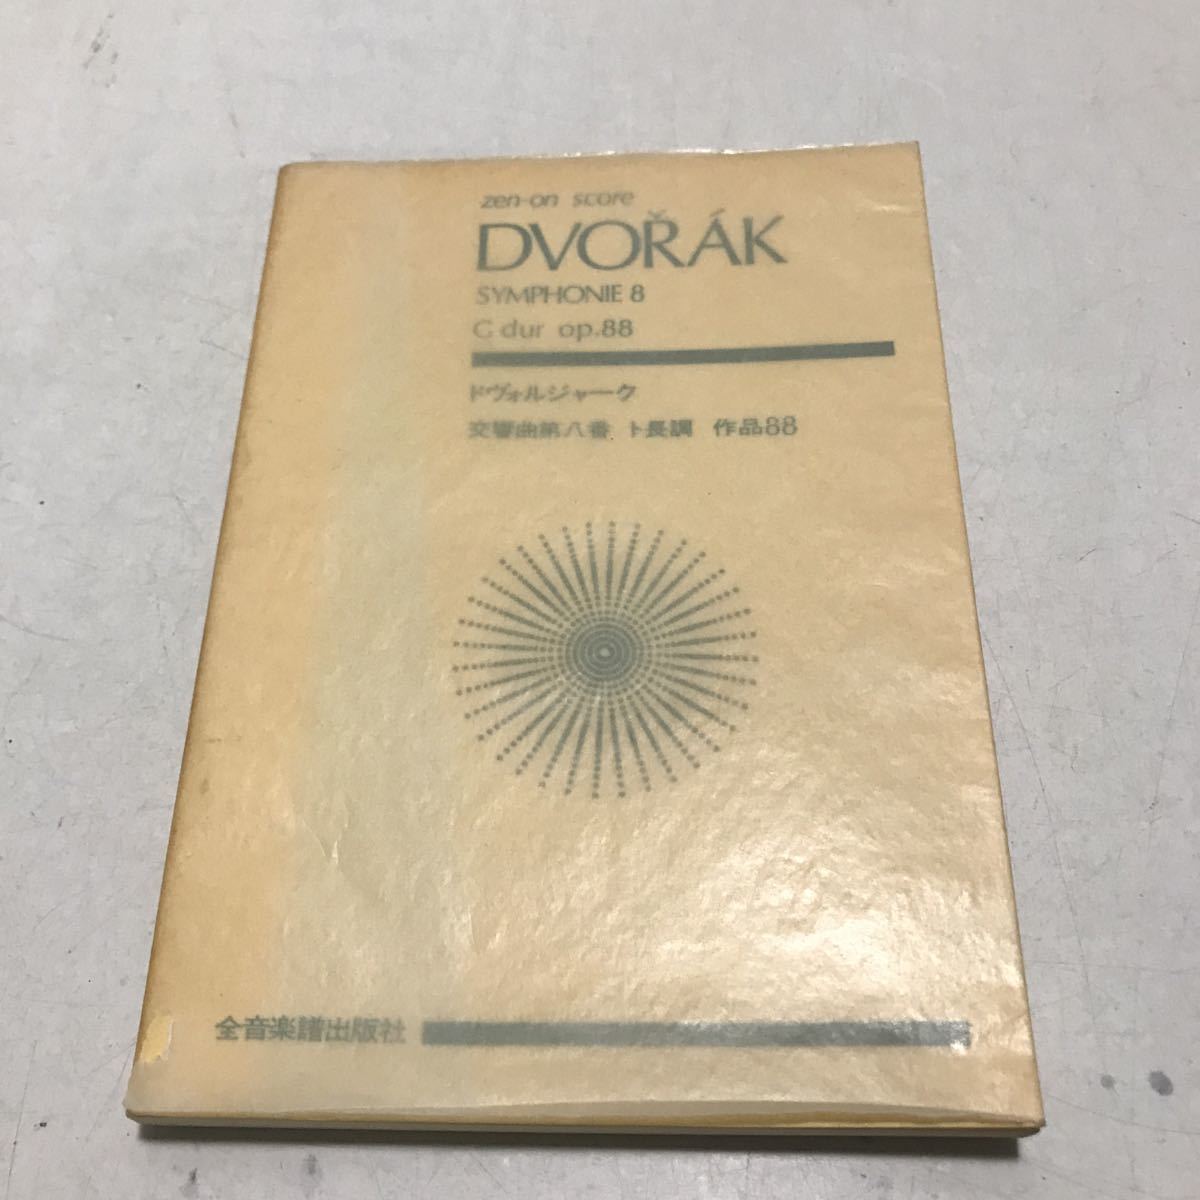 zen-on score
DVOŘÁK
SYMPHONIE 8
G dur op.88
ドヴォルジャーク
交響曲第八番 ト長調 作品88
全音楽譜出版社